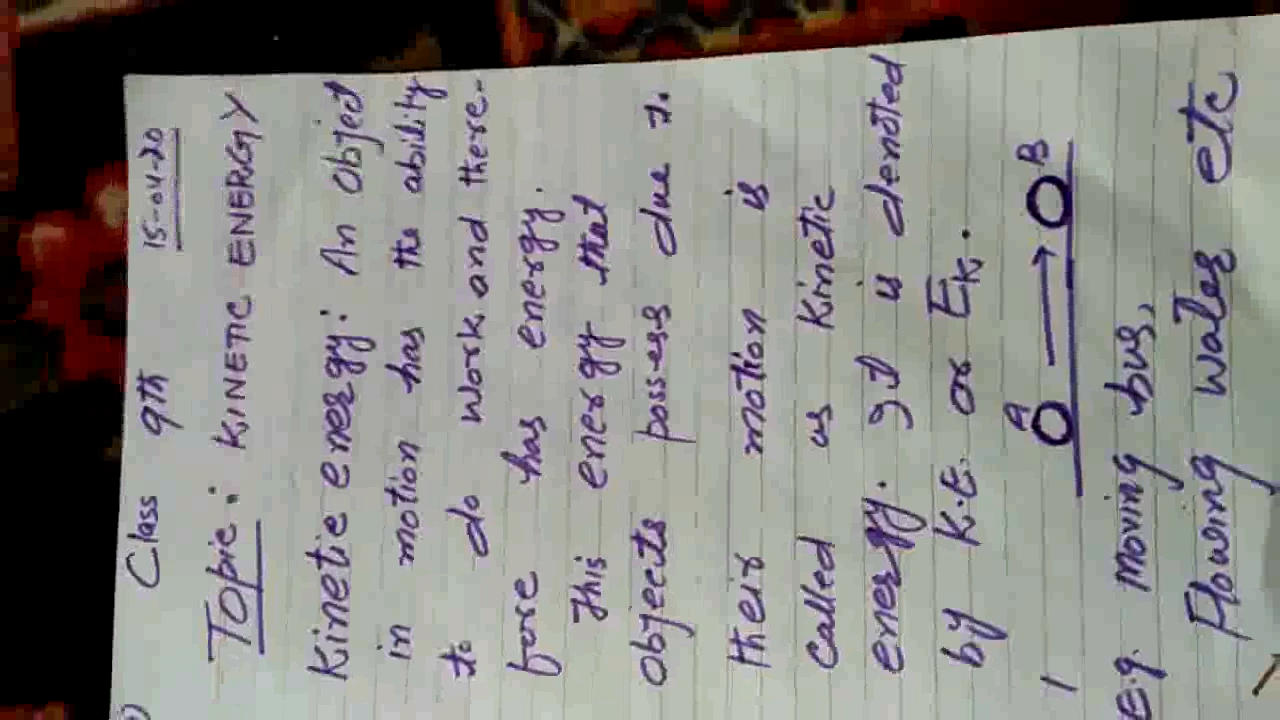 Class 9th 15-04-20
Topic: KINETIC ENERGY
Kinetic energy: An Object
in motion has the ability
to do work, and there-
fore has energy.
This energy that
Objects possess due to
their motion is
called as Kinetic
energy. It is denoted
by K.E. or EK.
A B
E.g. Moving bus,
Flowing water etc